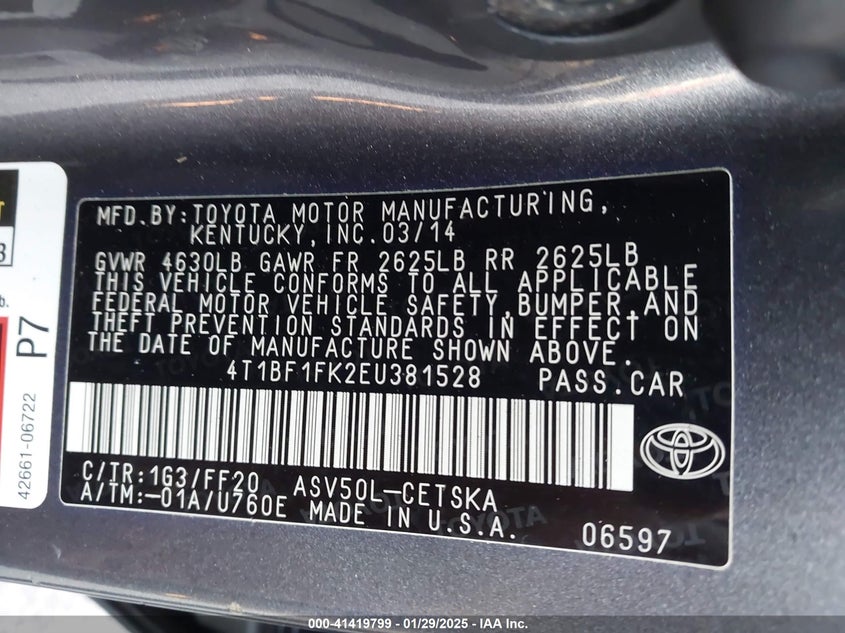 MFD.BY:TOYOTA MOTOR MANUFACTURING,
KENTUCKY, INC.03/14
GVWR 4630LB GAWR FR 2625LB RR 2625LB
THIS VEHICLE CONFORMS TO ALL APPLICABLE
FEDERAL MOTOR VEHICLE SAFETY,BUMPER,AND
THEFT PREVENTION STANDARDS IN EFFECT ON
THE DATE OF MANUFACTURE SHOWN ABOVE.
4T1BF1FK2EU381528 PASS.CAR
C/TR:1G3/FF20 ASV50L-CETSKA
A/TM:-01A/U760E MADE IN U.S.A.
06597
P7
42661-06722
TOYOTA
000-41419799 - 01/29/2025 - IAA Inc.